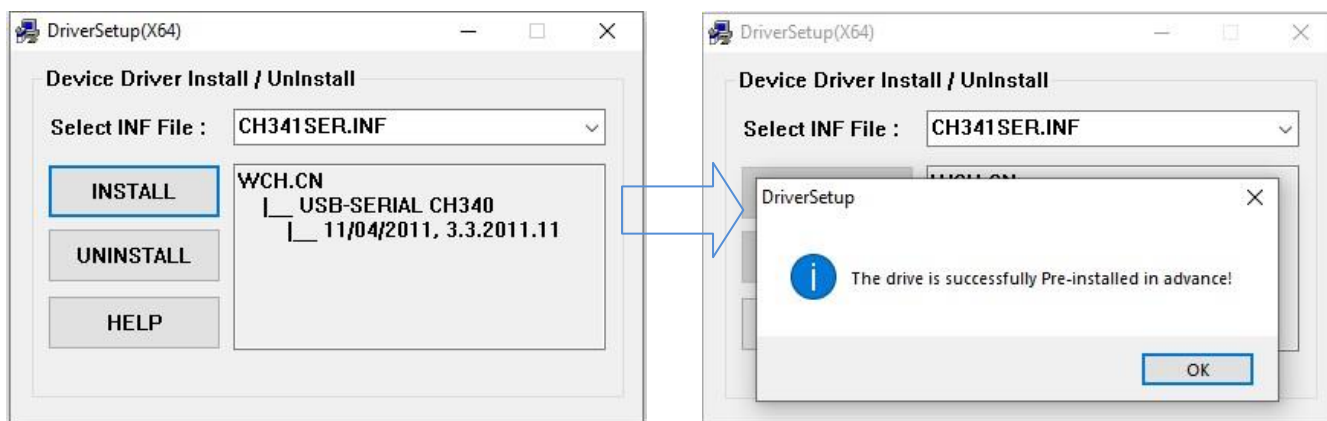 DriverSetup(X64)
Device Driver Install / UnInstall
Select INF File :
CH341SER.INF
INSTALL
UNINSTALL
HELP
WCH.CN
|__ USB-SERIAL CH340
|__ 11/04/2011, 3.3.2011.11
DriverSetup(X64)
Device Driver Install / UnInstall
Select INF File :
CH341SER.INF
DriverSetup
The drive is successfully Pre-installed in advance!
OK